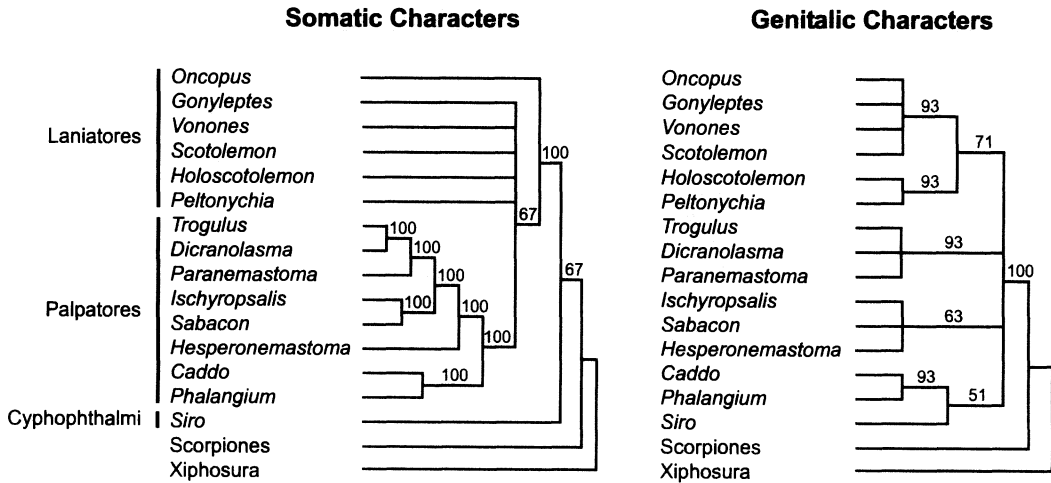 Somatic Characters
Laniatores
Palpatores
Cyphophthalmi
Oncopus
Gonyleptes
Vonones
Scotolemon
Holoscotolemon
Peltonychia
Trogulus
Dicranolasma
Paranemastoma
Ischyropsalis
Sabacon
Hesperonemastoma
Caddo
Phalangium
Siro
Scorpiones
Xiphosura
100
67
100
100
67
100
100
100
100
100
Genitalic Characters
Oncopus
Gonyleptes
Vonones
Scotolemon
Holoscotolemon
Peltonychia
Trogulus
Dicranolasma
Paranemastoma
Ischyropsalis
Sabacon
Hesperonemastoma
Caddo
Phalangium
Siro
Scorpiones
Xiphosura
93
71
93
93
100
63
93
51